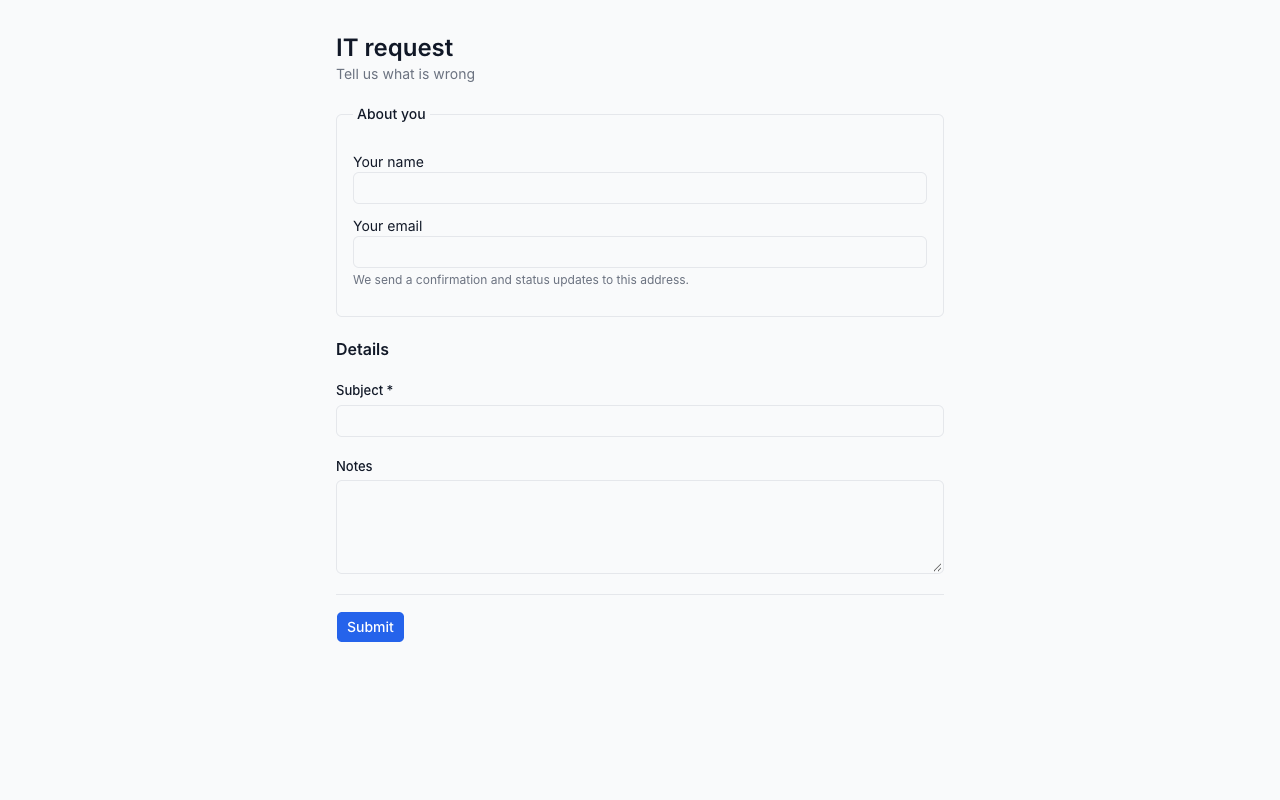 IT request
Tell us what is wrong
About you
Your name
Your email
We send a confirmation and status updates to this address.
Details
Subject *
Notes
Submit